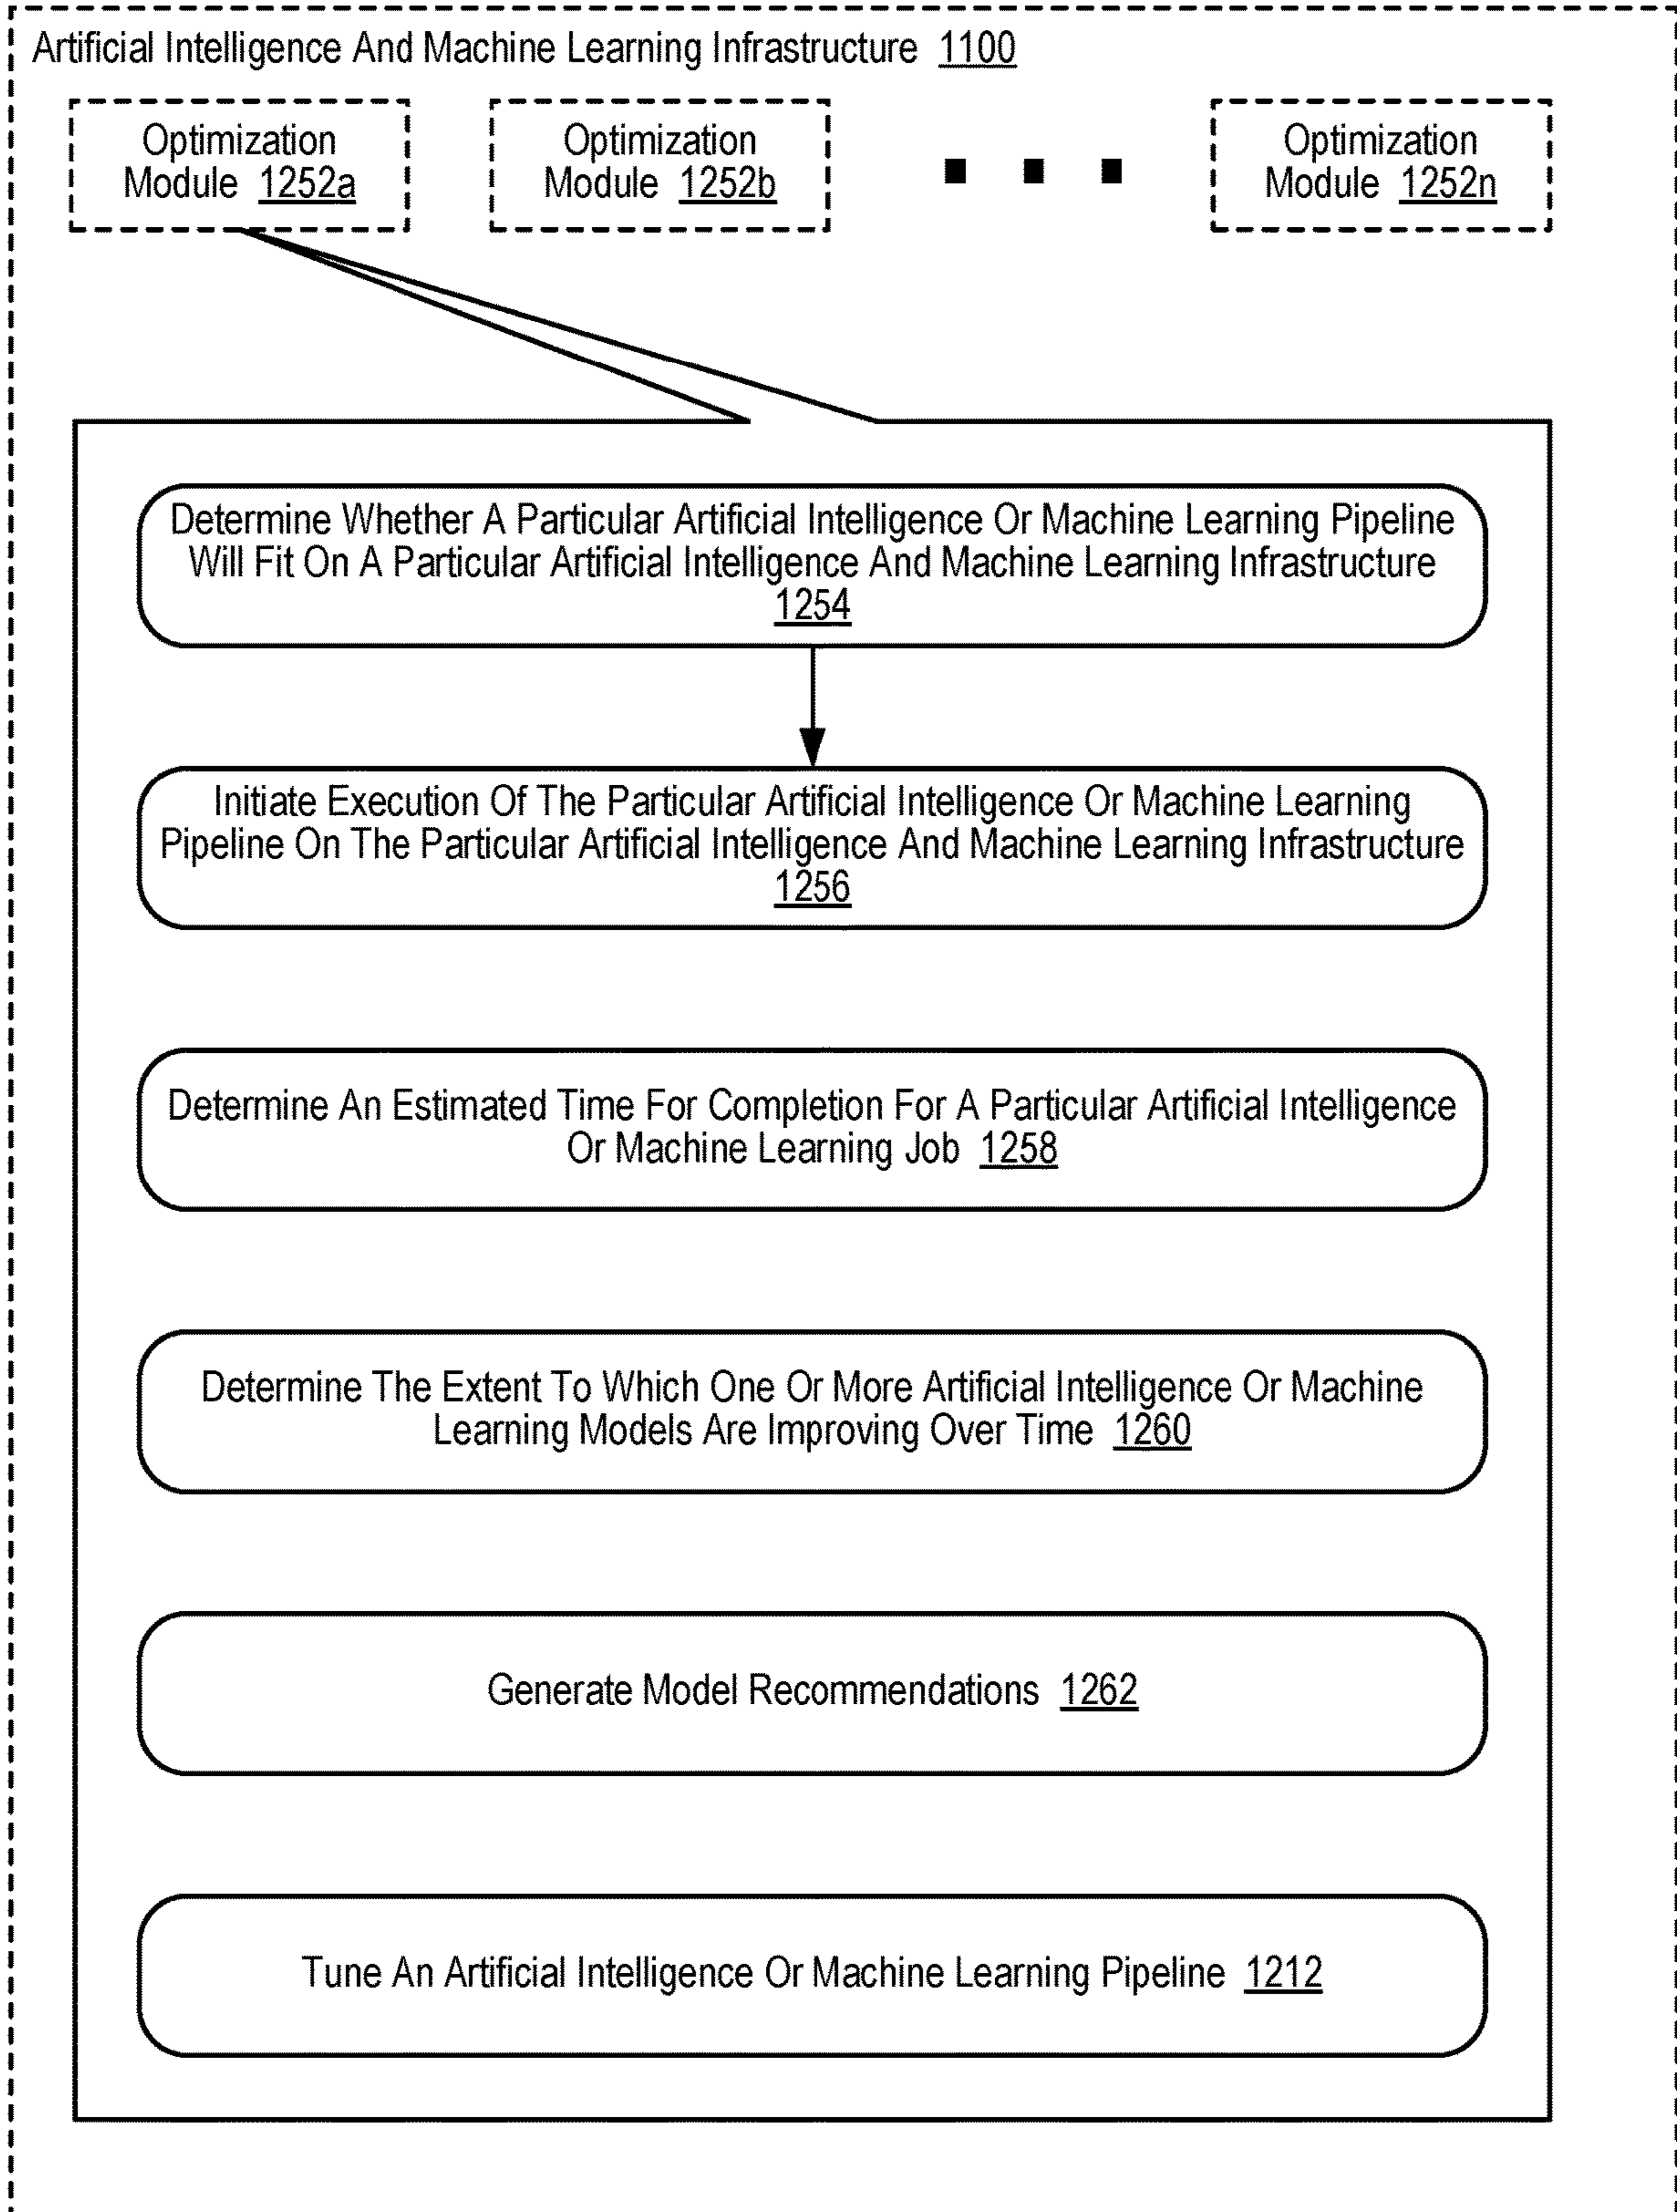 Artificial Intelligence And Machine Learning Infrastructure 1100
Optimization
Module 1252a
Optimization
Module 1252b
Optimization
Module 1252n
Determine Whether A Particular Artificial Intelligence Or Machine Learning Pipeline
Will Fit On A Particular Artificial Intelligence And Machine Learning Infrastructure
1254
Initiate Execution Of The Particular Artificial Intelligence Or Machine Learning
Pipeline On The Particular Artificial Intelligence And Machine Learning Infrastructure
1256
Determine An Estimated Time For Completion For A Particular Artificial Intelligence
Or Machine Learning Job 1258
Determine The Extent To Which One Or More Artificial Intelligence Or Machine
Learning Models Are Improving Over Time 1260
Generate Model Recommendations 1262
Tune An Artificial Intelligence Or Machine Learning Pipeline 1212